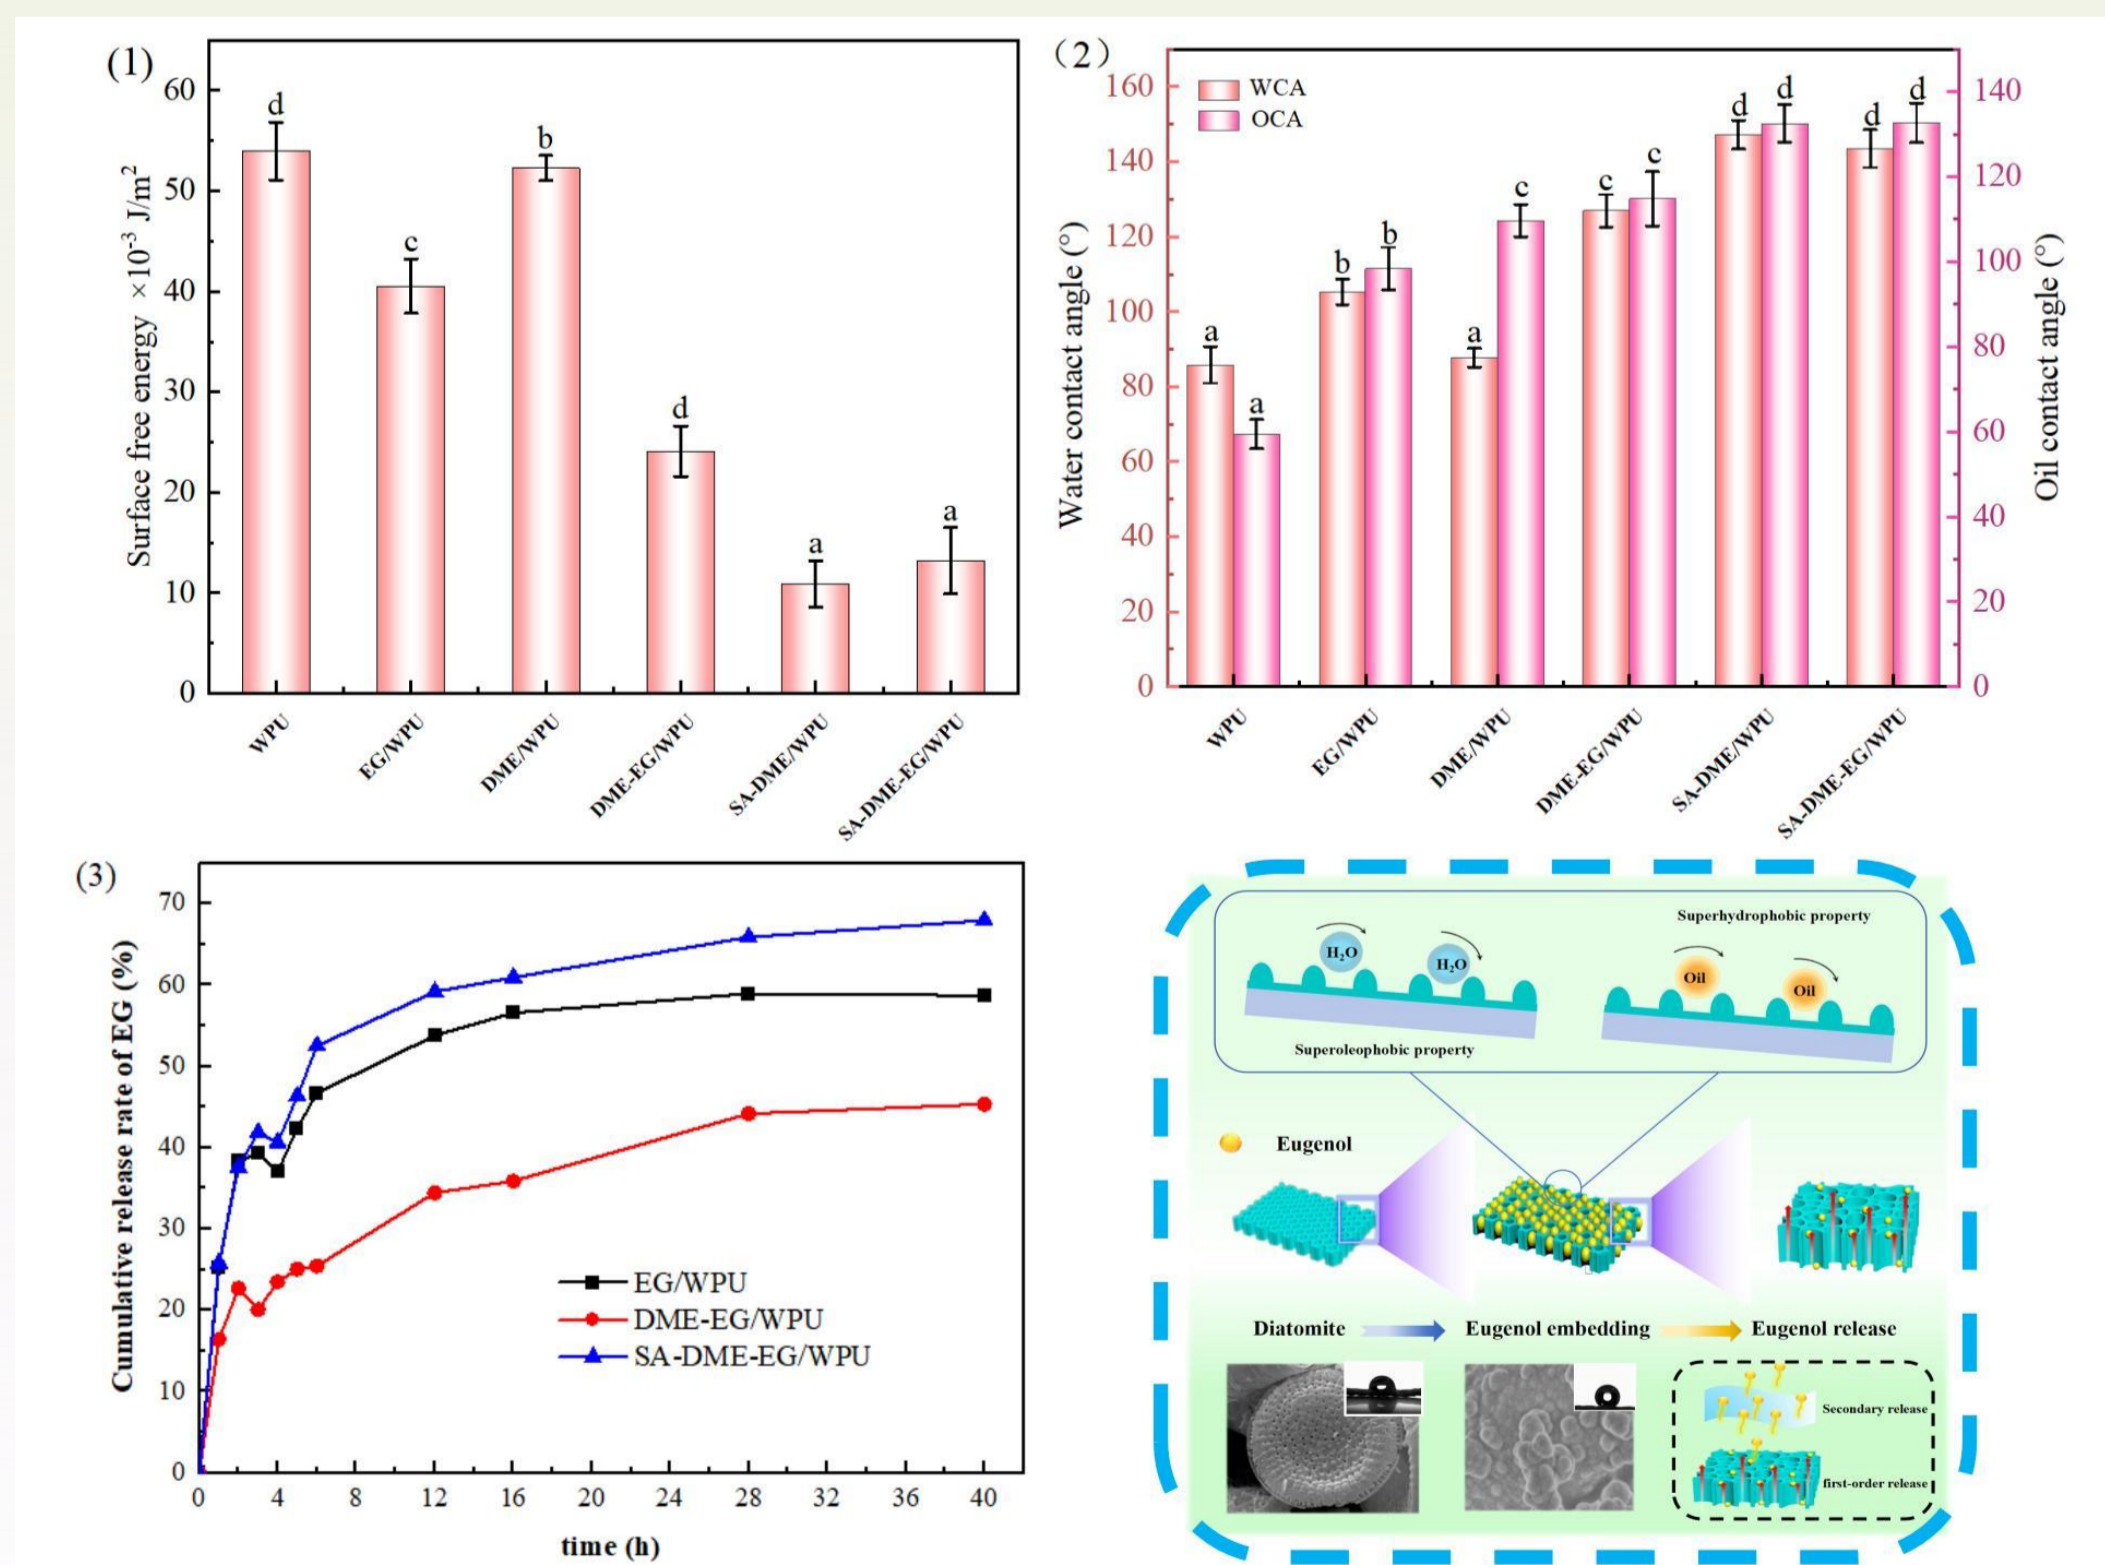 (1)
60
50
40
30
20
10
0
Surface free energy ×10⁻³ J/m²
d
c
b
d
a
a
WPU
EG/WPU
DME/WPU
DME-EG/WPU
SA-DME/WPU
SA-DME-EG/WPU
(2)
WCA
OCA
160
140
120
100
80
60
40
20
0
Water contact angle (°)
a
a
b
b
a
c
c
c
d
d
d
d
140
120
100
80
60
40
20
0
Oil contact angle (°)
WPU
EG/WPU
DME/WPU
DME-EG/WPU
SA-DME/WPU
SA-DME-EG/WPU
(3)
70
60
50
40
30
20
10
0
Cumulative release rate of EG (%)
EG/WPU
DME-EG/WPU
SA-DME-EG/WPU
0 4 8 12 16 20 24 28 32 36 40
time (h)
Superhydrophobic property
H₂O
H₂O
Oil
Oil
Superoleophobic property
Eugenol
Diatomite
Eugenol embedding
Eugenol release
Secondary release
first-order release